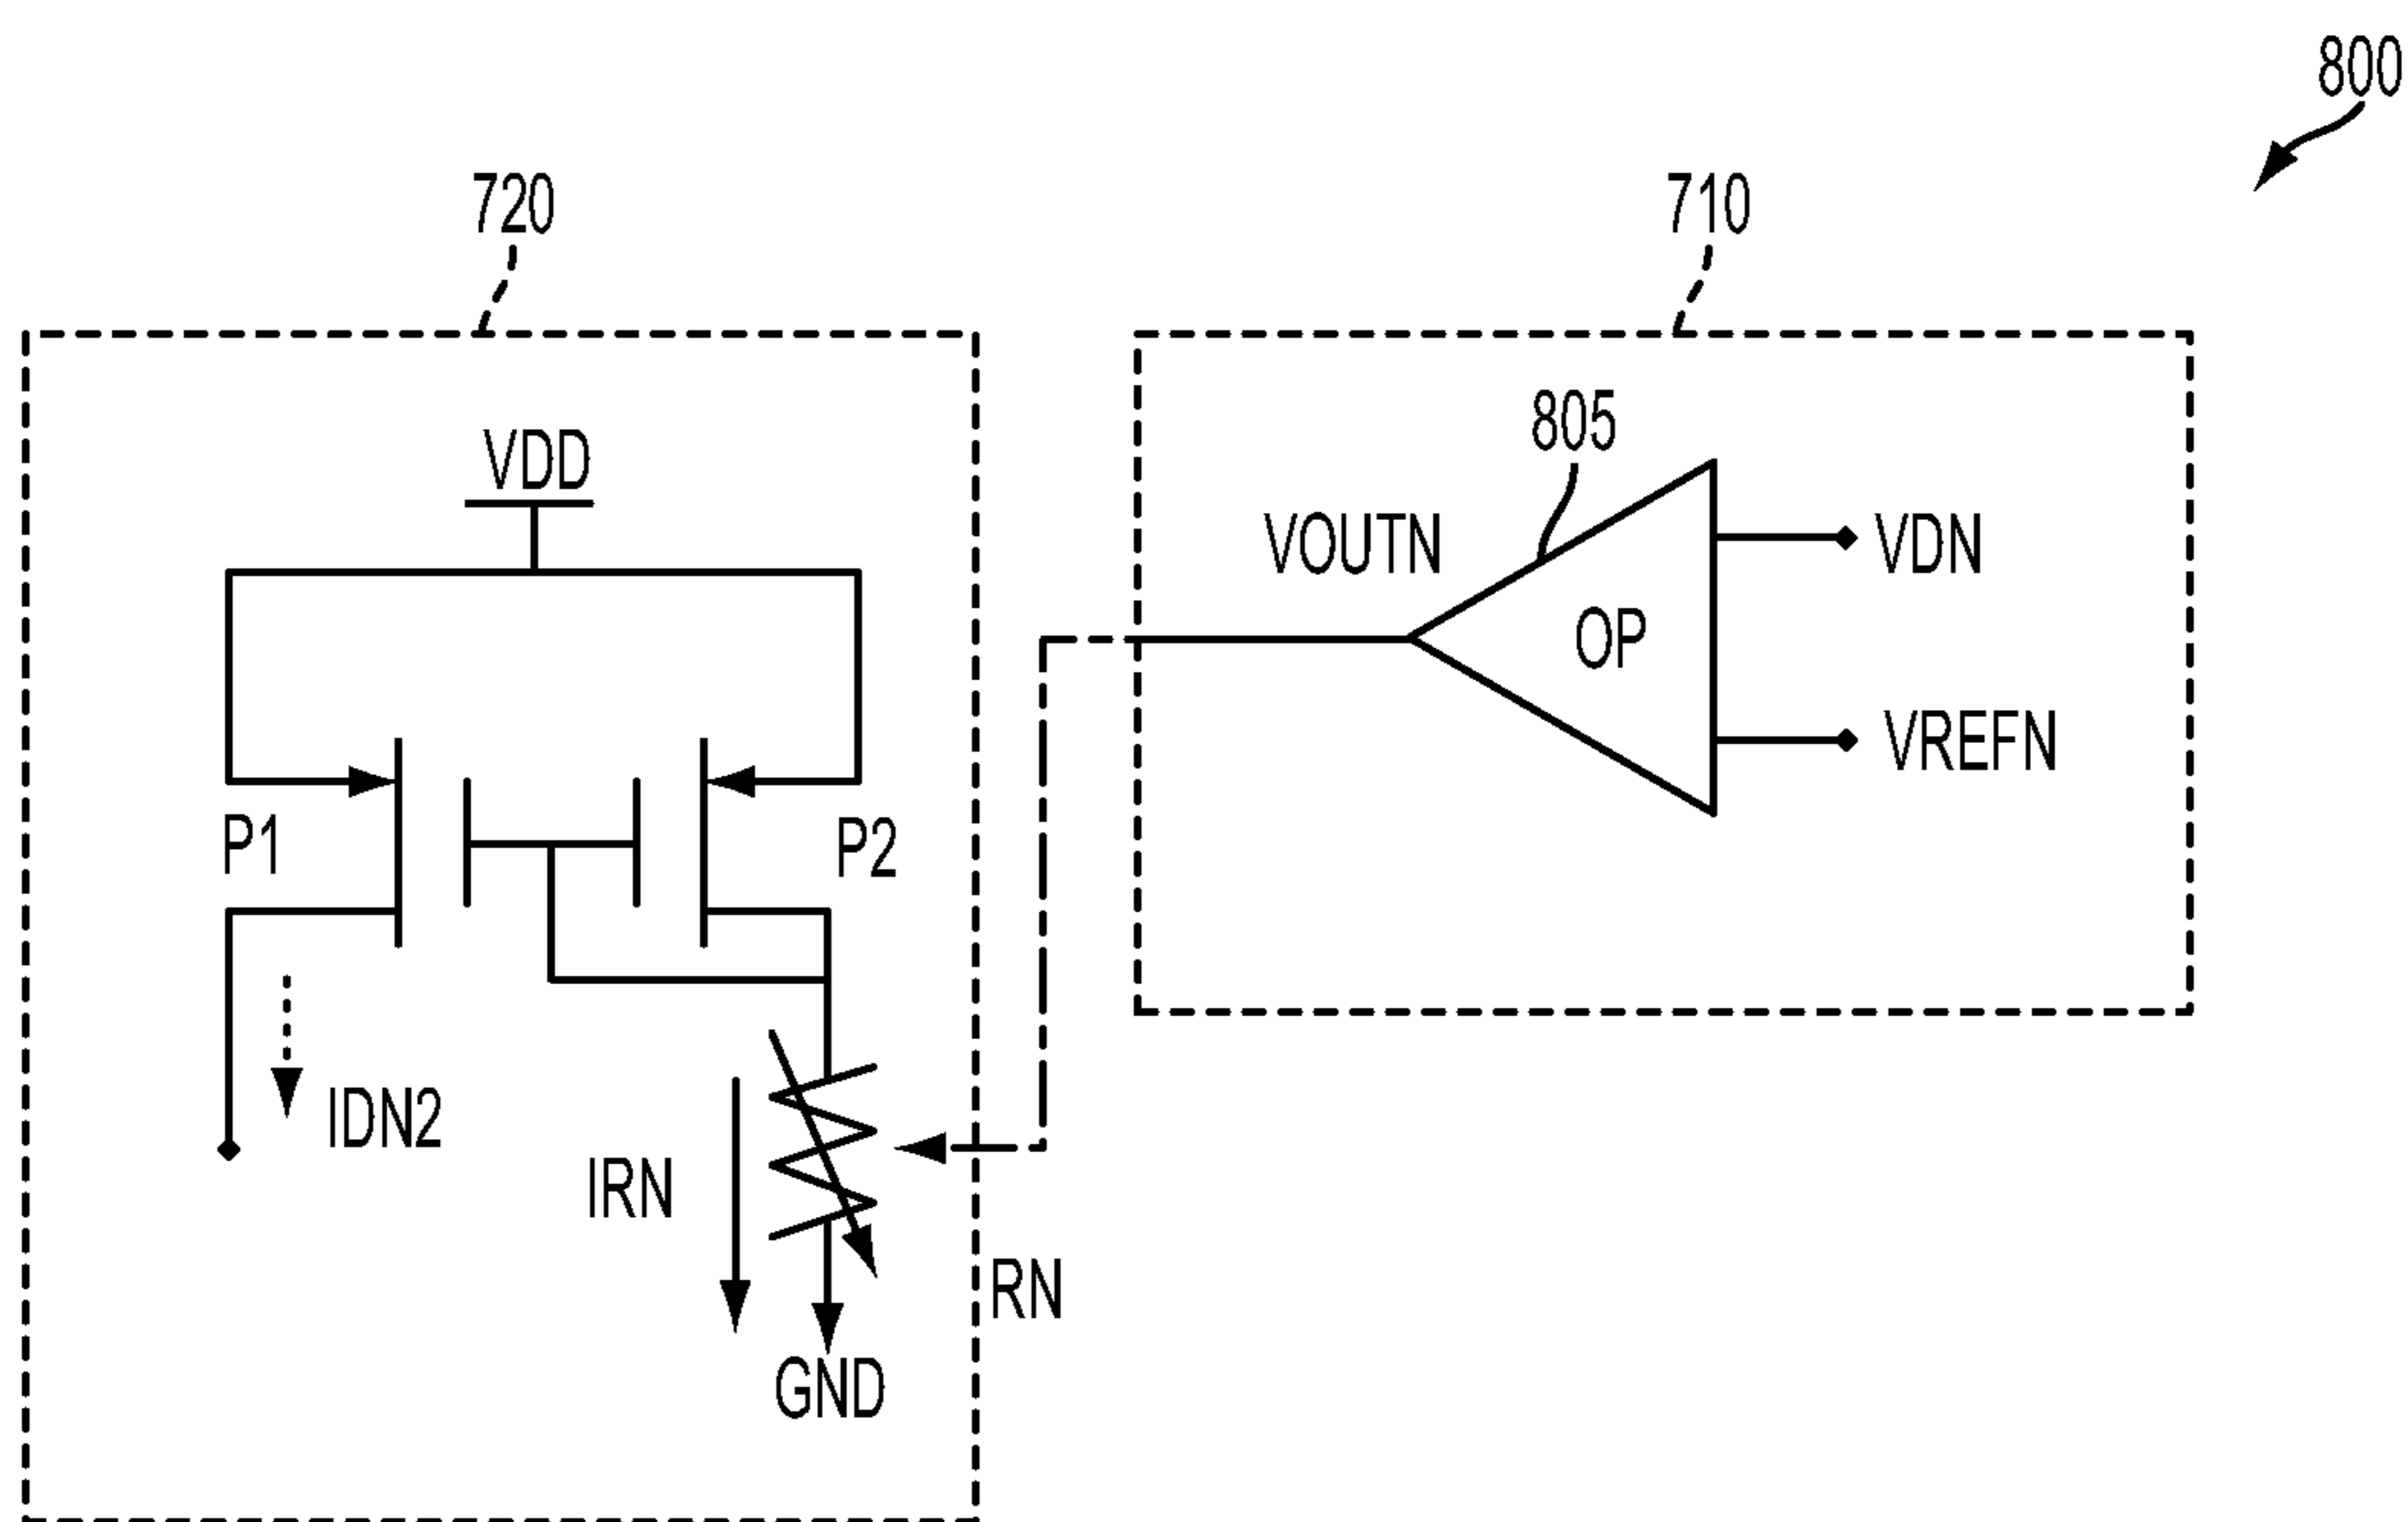 800
720
710
805
VDD
VOUTN
VDN
OP
VREFN
P1
P2
IDN2
IRN
RN
GND